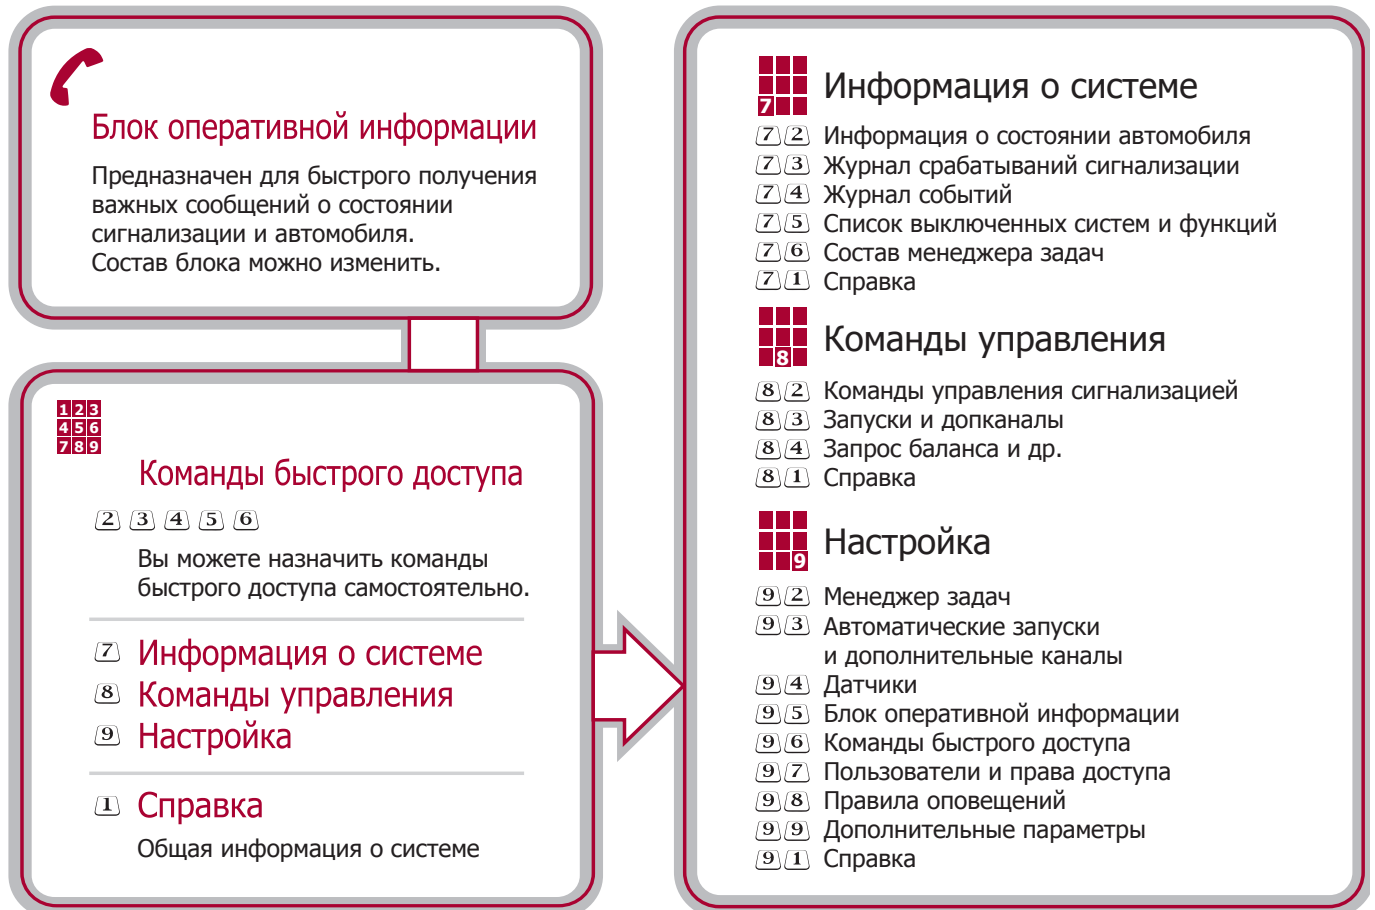 Блок оперативной информации
Предназначен для быстрого получения
важных сообщений о состоянии
сигнализации и автомобиля.
Состав блока можно изменить.
1 2 3
4 5 6
7 8 9
Команды быстрого доступа
2 3 4 5 6
Вы можете назначить команды
быстрого доступа самостоятельно.
7 Информация о системе
8 Команды управления
9 Настройка
1 Справка
Общая информация о системе
7 Информация о системе
7 2 Информация о состоянии автомобиля
7 3 Журнал срабатываний сигнализации
7 4 Журнал событий
7 5 Список выключенных систем и функций
7 6 Состав менеджера задач
7 1 Справка
8 Команды управления
8 2 Команды управления сигнализацией
8 3 Запуски и допканалы
8 4 Запрос баланса и др.
8 1 Справка
9 Настройка
9 2 Менеджер задач
9 3 Автоматические запуски
и дополнительные каналы
9 4 Датчики
9 5 Блок оперативной информации
9 6 Команды быстрого доступа
9 7 Пользователи и права доступа
9 8 Правила оповещений
9 9 Дополнительные параметры
9 1 Справка